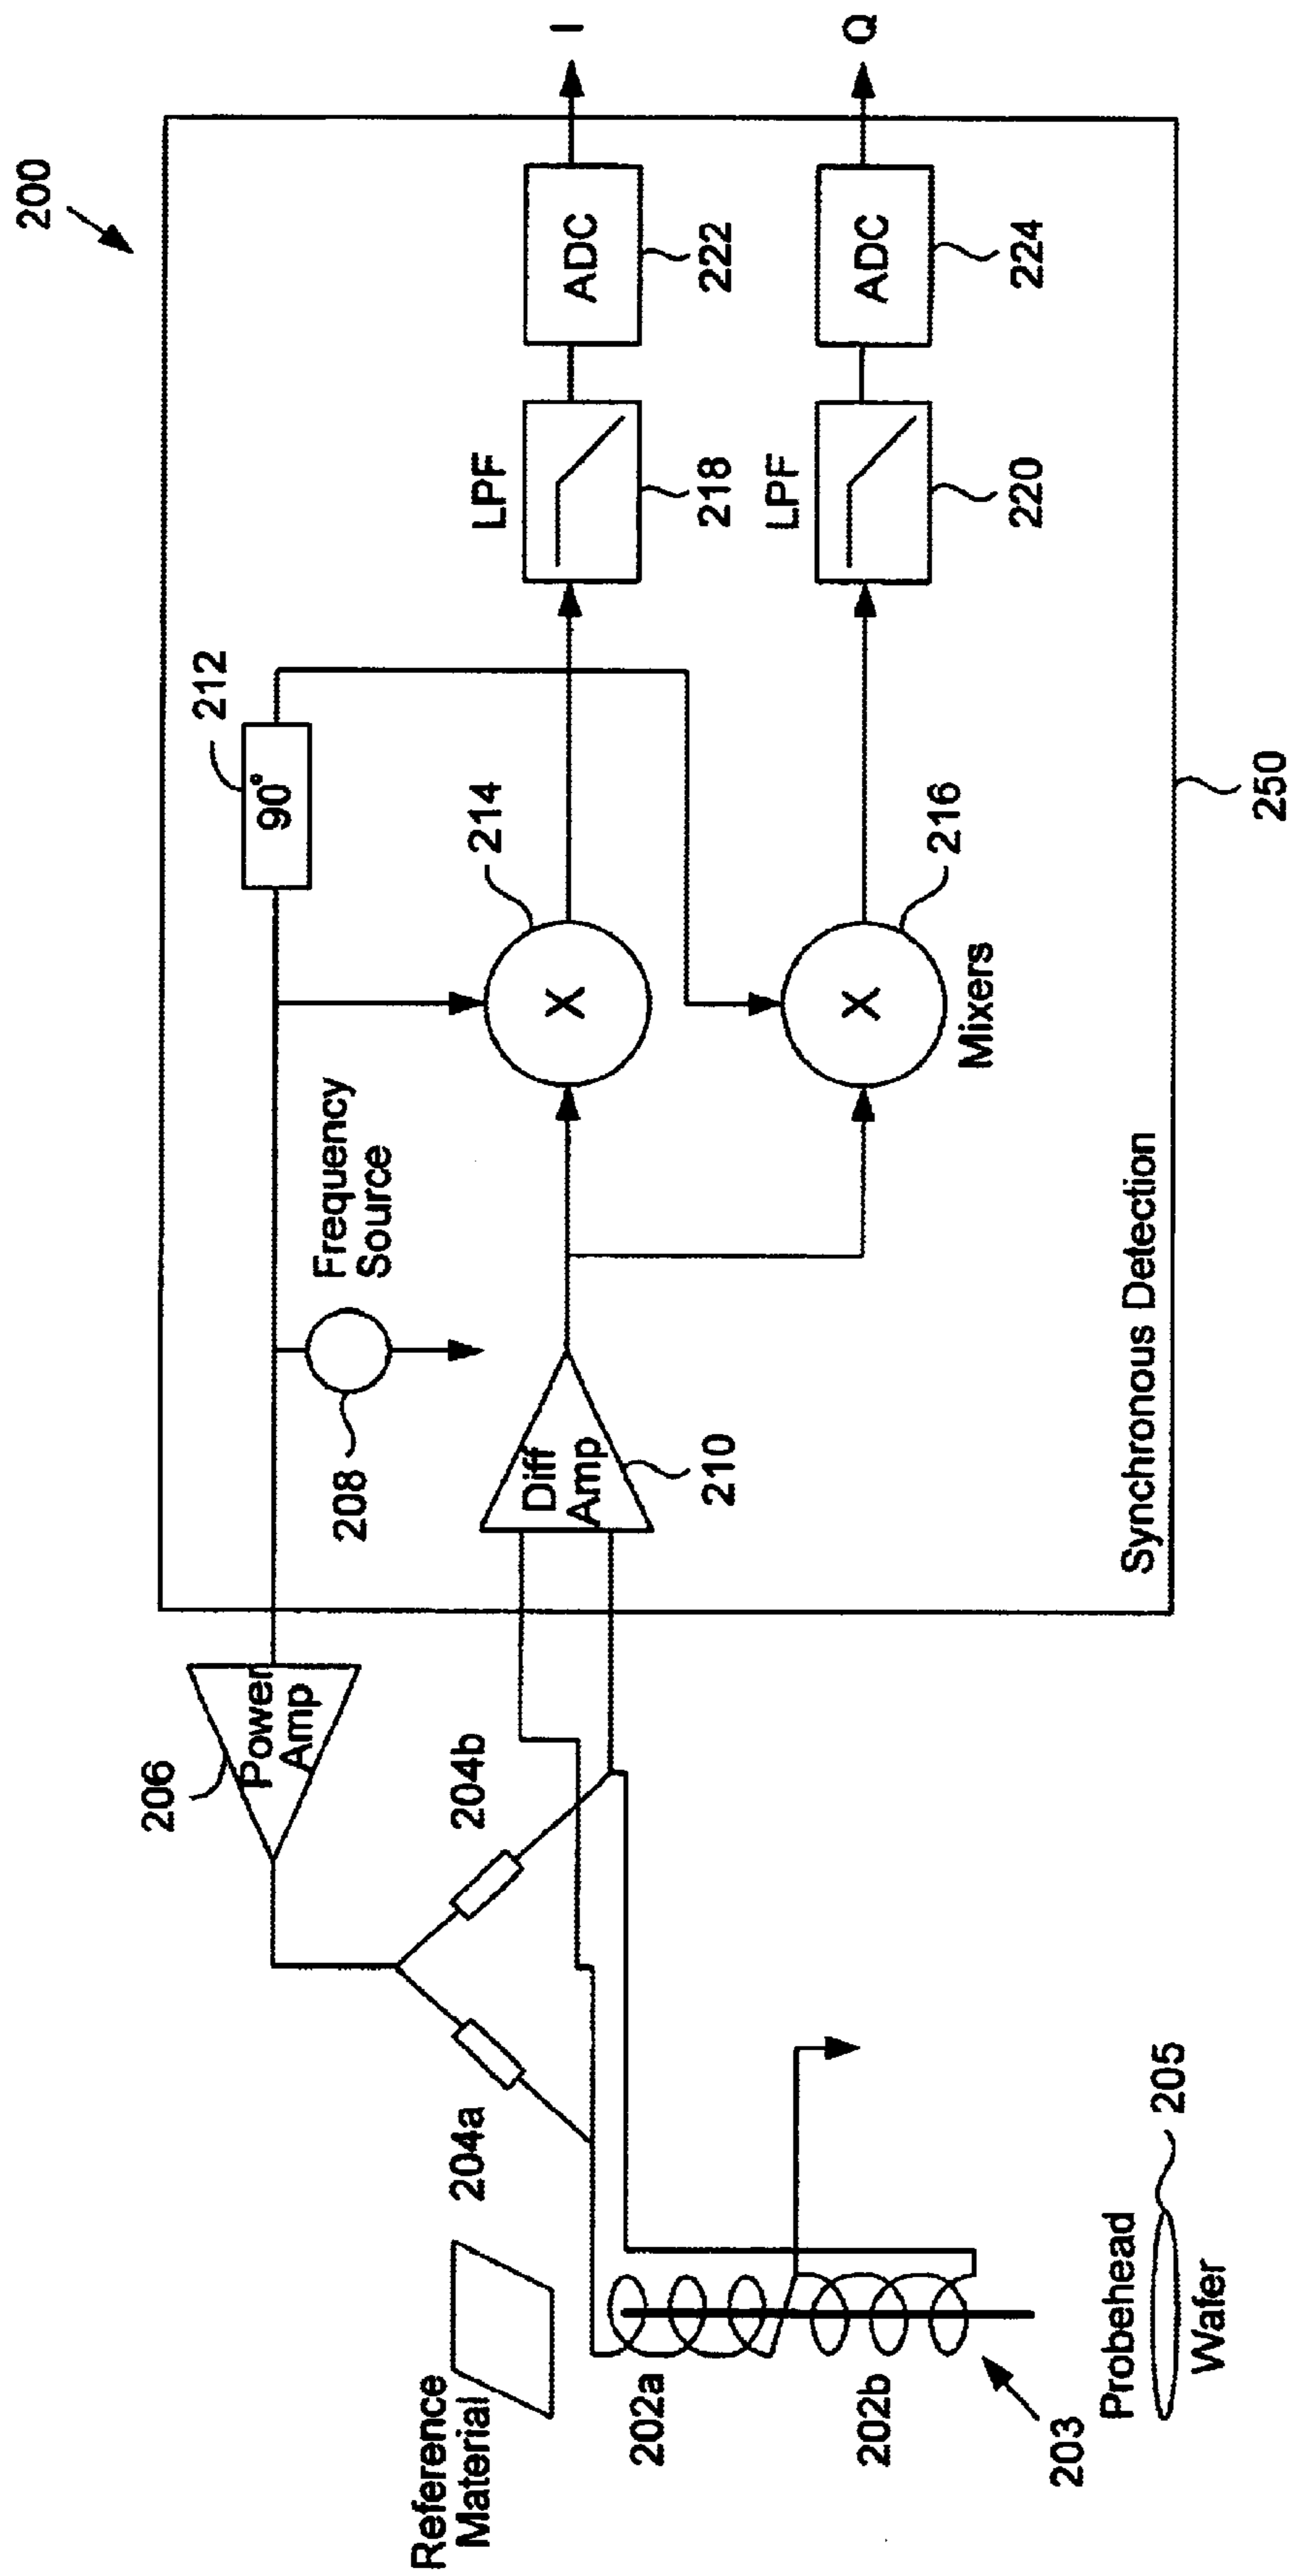 200
206
Power
Amp
212
90°
Frequency
Source
208
Reference
Material
204a
204b
Diff
Amp
210
214
X
LPF
218
ADC
222
I
216
X
Mixers
LPF
220
ADC
224
Q
202a
202b
203
Probehead
205
Wafer
Synchronous Detection
250